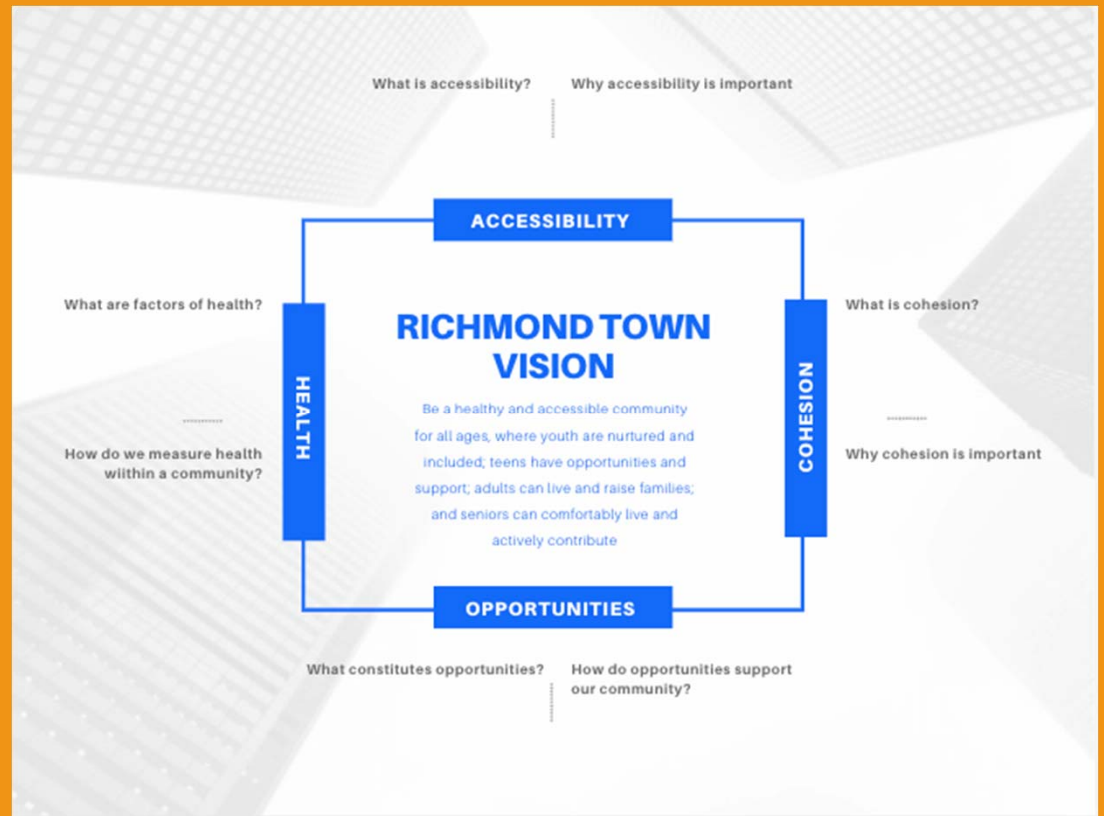 What is accessibility?
Why accessibility is important
ACCESSIBILITY
What are factors of health?
How do we measure health
wiithin a community?
HEALTH
RICHMOND TOWN
VISION
Be a healthy and accessible community
for all ages, where youth are nurtured and
included; teens have opportunities and
support; adults can live and raise families;
and seniors can comfortably live and
actively contribute
COHESION
What is cohesion?
Why cohesion is important
OPPORTUNITIES
What constitutes opportunities?
How do opportunities support
our community?